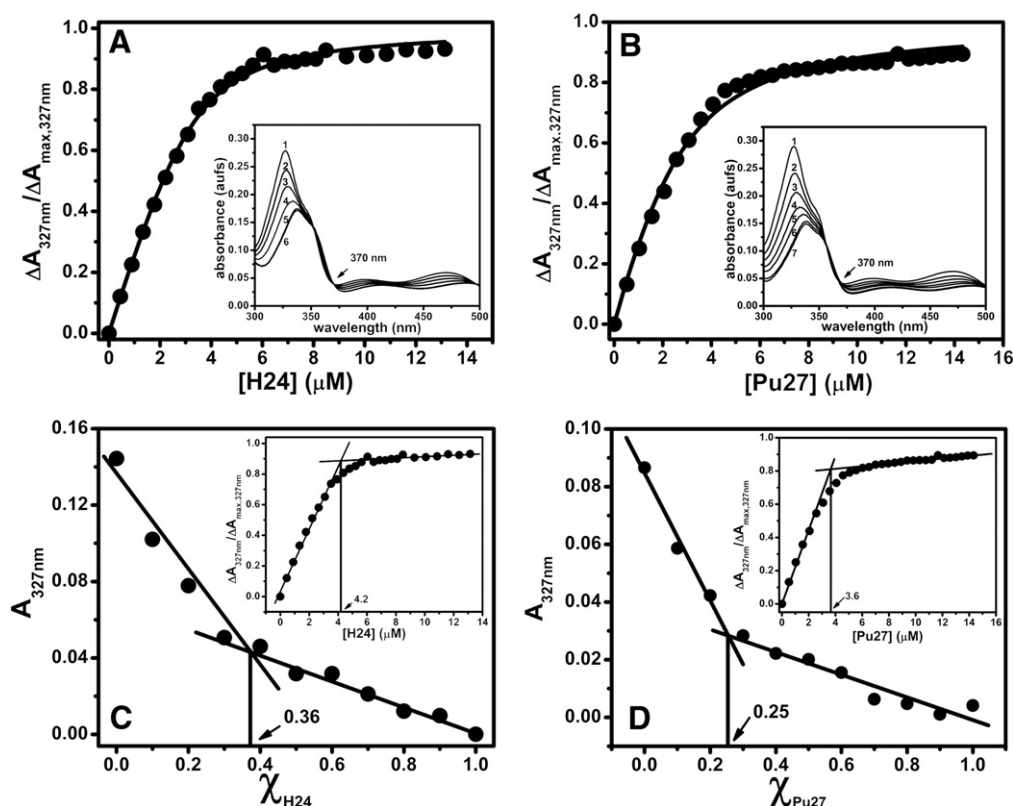 A
ΔA327nm/ΔAmax,327nm
1.0
0.8
0.6
0.4
0.2
0.0
0 2 4 6 8 10 12 14
[H24] (μM)
absorbance (aufs)
0.30
0.25
0.20
0.15
0.10
0.05
0.00
1
2
3
4
5
6
370 nm
300 350 400 450 500
wavelength (nm)
B
ΔA327nm/ΔAmax.327nm
1.0
0.8
0.6
0.4
0.2
0.0
0 2 4 6 8 10 12 14 16
[Pu27] (μM)
absorbance (aufs)
0.30
0.25
0.20
0.15
0.10
0.05
0.00
1
2
3
4
5
6
7
370 nm
300 350 400 450 500
wavelength (nm)
C
A327nm
0.16
0.12
0.08
0.04
0.00
0.0 0.2 0.4 0.6 0.8 1.0
χH24
0.36
ΔA327nm/ΔAmax,327nm
1.0
0.8
0.6
0.4
0.2
0.0
0 2 4 6 8 10 12 14
[H24] (μM)
4.2
D
A327nm
0.10
0.08
0.06
0.04
0.02
0.00
0.0 0.2 0.4 0.6 0.8 1.0
χPu27
0.25
ΔA327nm/ΔAmax,327nm
1.0
0.8
0.6
0.4
0.2
0.0
0 2 4 6 8 10 12 14 16
[Pu27] (μM)
3.6